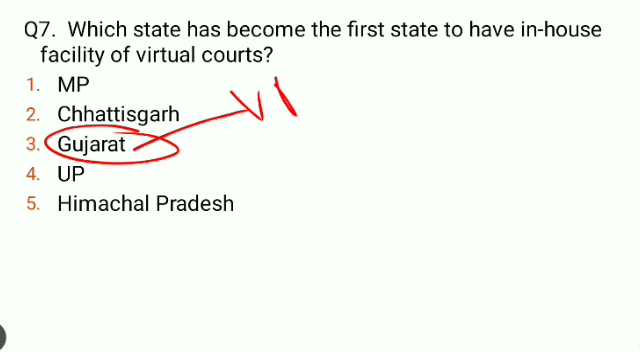 Q7. Which state has become the first state to have in-house
facility of virtual courts?
1. MP
2. Chhattisgarh
3. Gujarat
4. UP
5. Himachal Pradesh